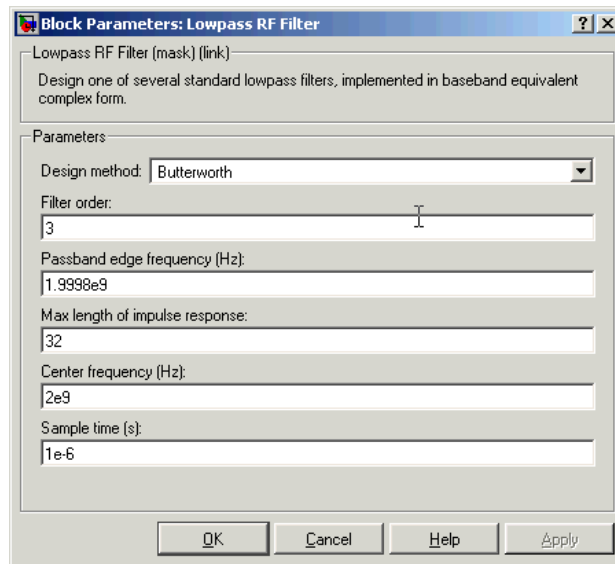 Block Parameters: Lowpass RF Filter
Lowpass RF Filter (mask) (link)
Design one of several standard lowpass filters, implemented in baseband equivalent
complex form.
Parameters
Design method: Butterworth
Filter order:
3
Passband edge frequency (Hz):
1.9998e9
Max length of impulse response:
32
Center frequency (Hz):
2e9
Sample time (s):
1e-6
OK Cancel Help Apply